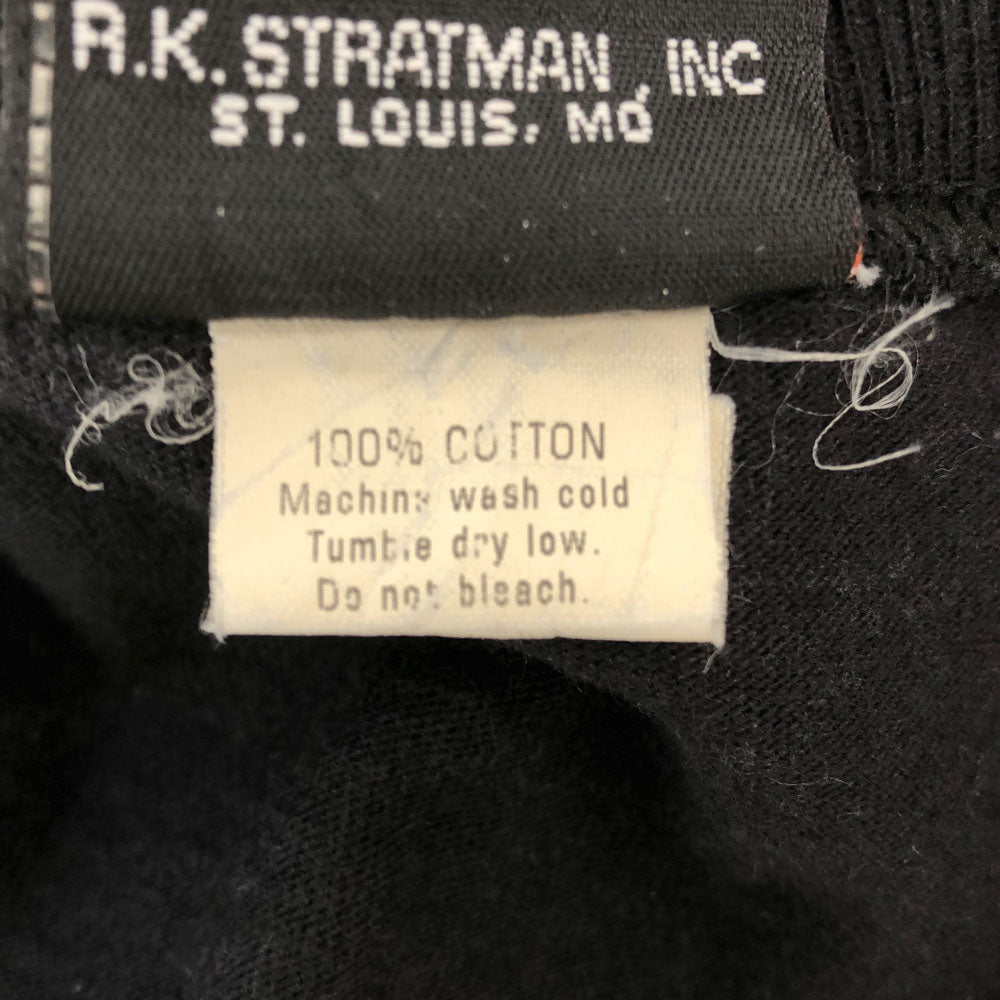 R.K. STRATMAN, INC
ST. LOUIS, MO
100% COTTON
Machine wash cold
Tumble dry low.
Do not bleach.